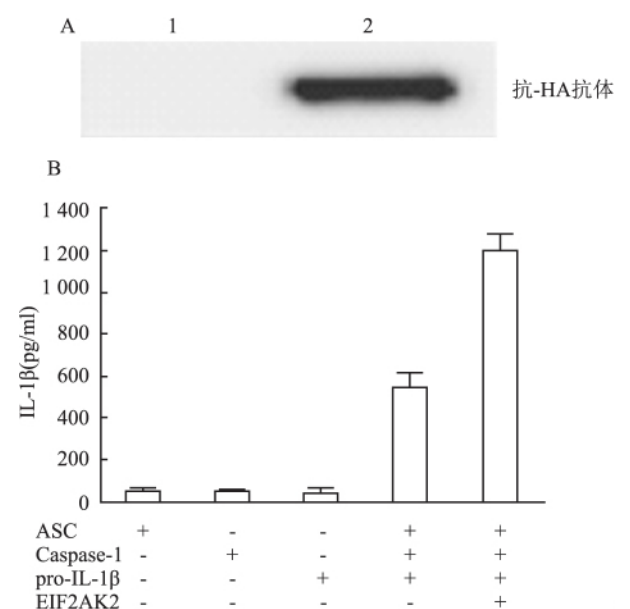 A 1 2
抗-HA抗体
B
1 400
1 200
1 000
800
600
400
200
0
IL-1β(pg/ml)
ASC + - - + +
Caspase-1 - + - + +
pro-IL-1β - - + + +
EIF2AK2 - - - - +